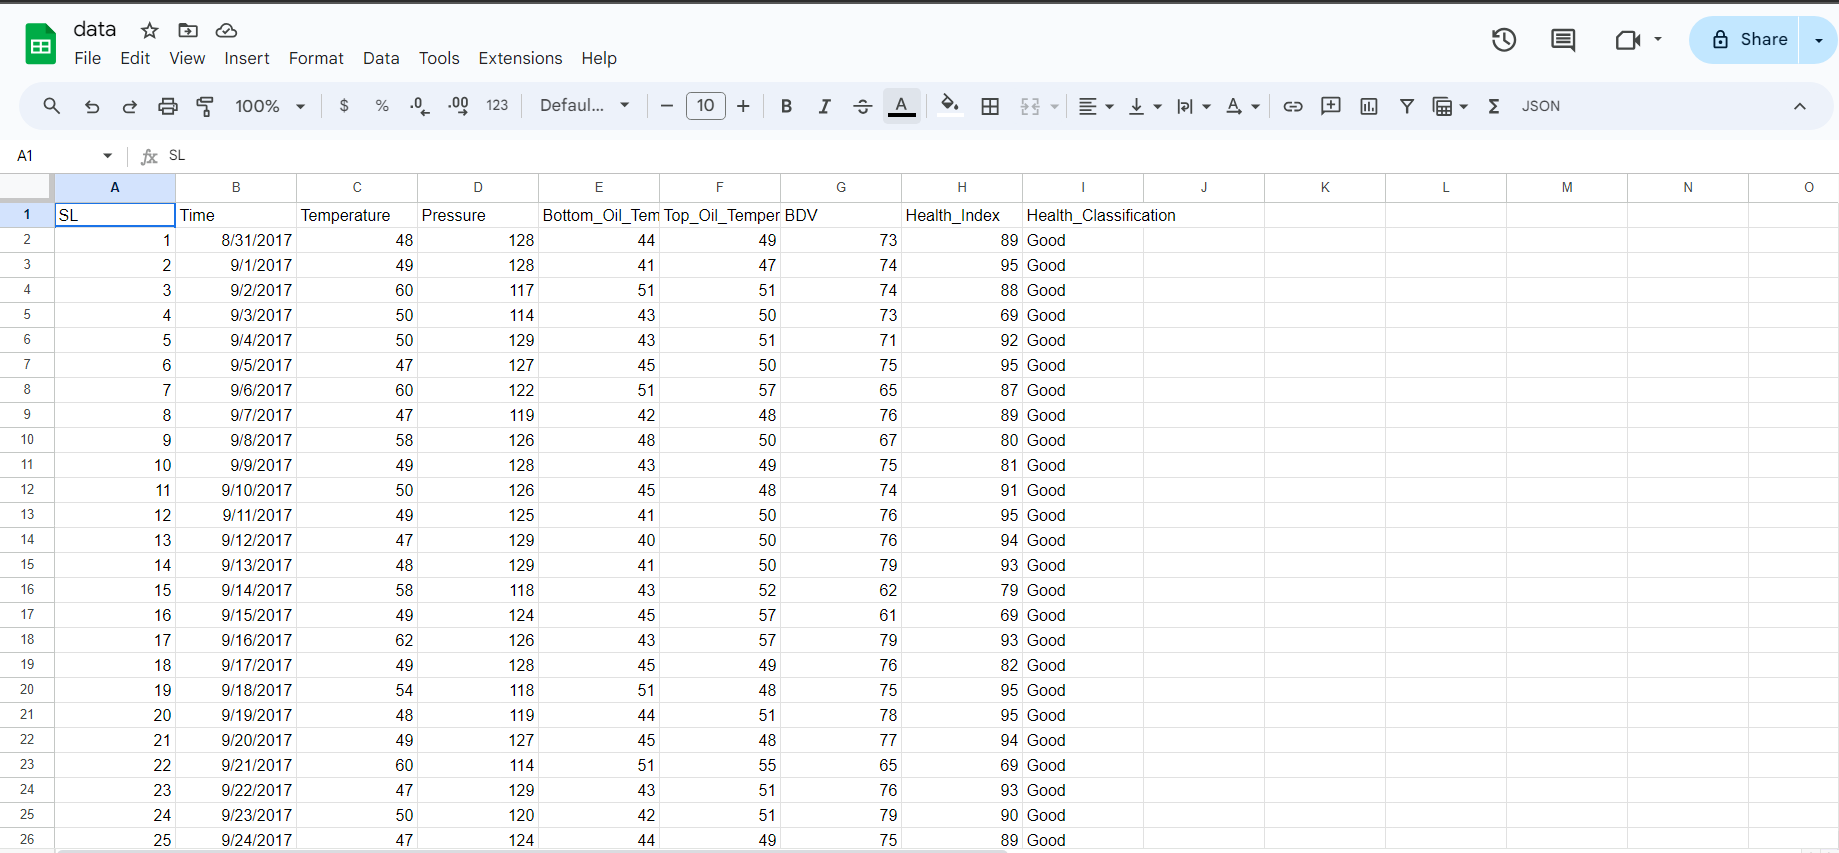 data
File Edit View Insert Format Data Tools Extensions Help
Share
100% $ % .0 .00 123 Defaul... 10 B I A A Σ JSON
A1 fx SL
A B C D E F G H I J K L M N O
1 SL Time Temperature Pressure Bottom_Oil_Tem Top_Oil_Temper BDV Health_Index Health_Classification
2 1 8/31/2017 48 128 44 49 73 89 Good
3 2 9/1/2017 49 128 41 47 74 95 Good
4 3 9/2/2017 60 117 51 51 74 88 Good
5 4 9/3/2017 50 114 43 50 73 69 Good
6 5 9/4/2017 50 129 43 51 71 92 Good
7 6 9/5/2017 47 127 45 50 75 95 Good
8 7 9/6/2017 60 122 51 57 65 87 Good
9 8 9/7/2017 47 119 42 48 76 89 Good
10 9 9/8/2017 58 126 48 50 67 80 Good
11 10 9/9/2017 49 128 43 49 75 81 Good
12 11 9/10/2017 50 126 45 48 74 91 Good
13 12 9/11/2017 49 125 41 50 76 95 Good
14 13 9/12/2017 47 129 40 50 76 94 Good
15 14 9/13/2017 48 129 41 50 79 93 Good
16 15 9/14/2017 58 118 43 52 62 79 Good
17 16 9/15/2017 49 124 45 57 61 69 Good
18 17 9/16/2017 62 126 43 57 79 93 Good
19 18 9/17/2017 49 128 45 49 76 82 Good
20 19 9/18/2017 54 118 51 48 75 95 Good
21 20 9/19/2017 48 119 44 51 78 95 Good
22 21 9/20/2017 49 127 45 48 77 94 Good
23 22 9/21/2017 60 114 51 55 65 69 Good
24 23 9/22/2017 47 129 43 51 76 93 Good
25 24 9/23/2017 50 120 42 51 79 90 Good
26 25 9/24/2017 47 124 44 49 75 89 Good